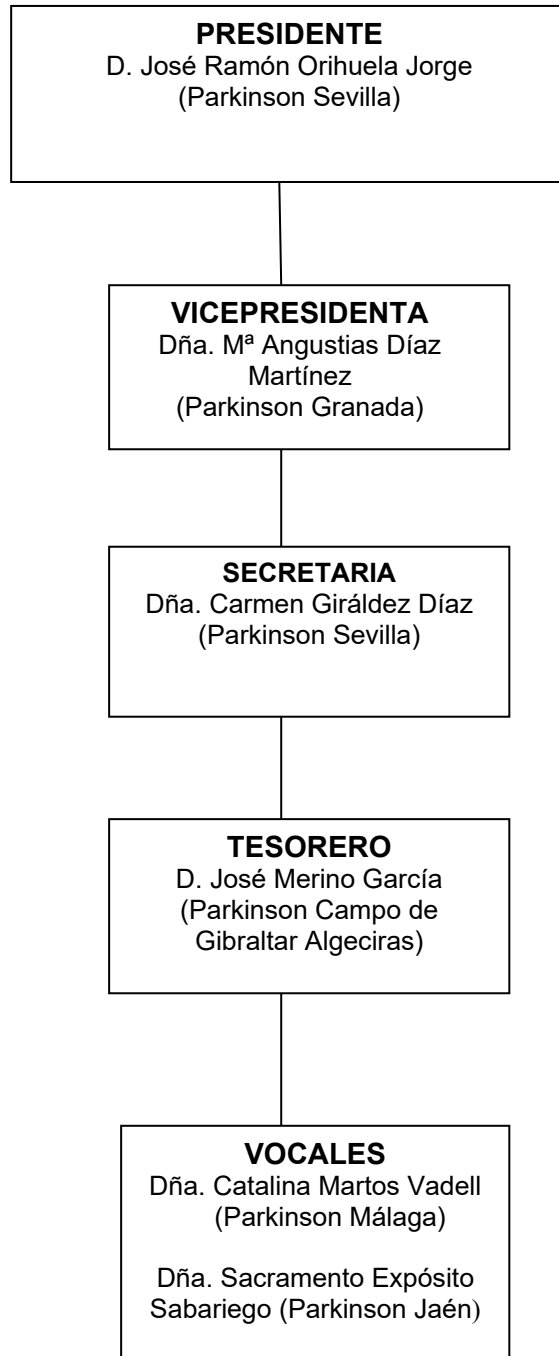 PRESIDENTE
D. José Ramón Orihuela Jorge
(Parkinson Sevilla)
VICEPRESIDENTA
Dña. Mª Angustias Díaz
Martínez
(Parkinson Granada)
SECRETARIA
Dña. Carmen Giráldez Díaz
(Parkinson Sevilla)
TESORERO
D. José Merino García
(Parkinson Campo de
Gibraltar Algeciras)
VOCALES
Dña. Catalina Martos Vadell
(Parkinson Málaga)
Dña. Sacramento Expósito
Sabariego (Parkinson Jaén)